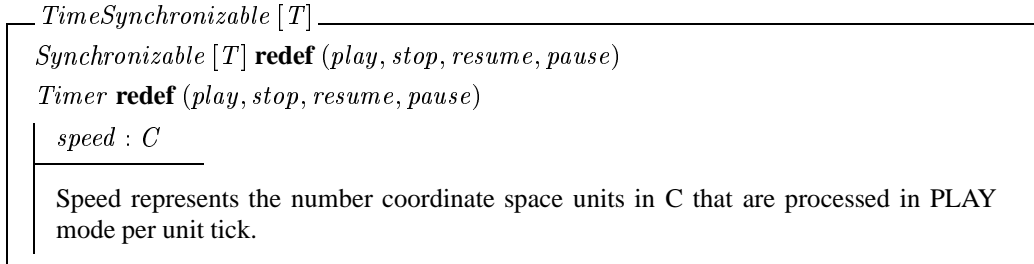 TimeSynchronizable [T]
Synchronizable [T] redef (play, stop, resume, pause)
Timer redef (play, stop, resume, pause)
speed : C
Speed represents the number coordinate space units in C that are processed in PLAY
mode per unit tick.